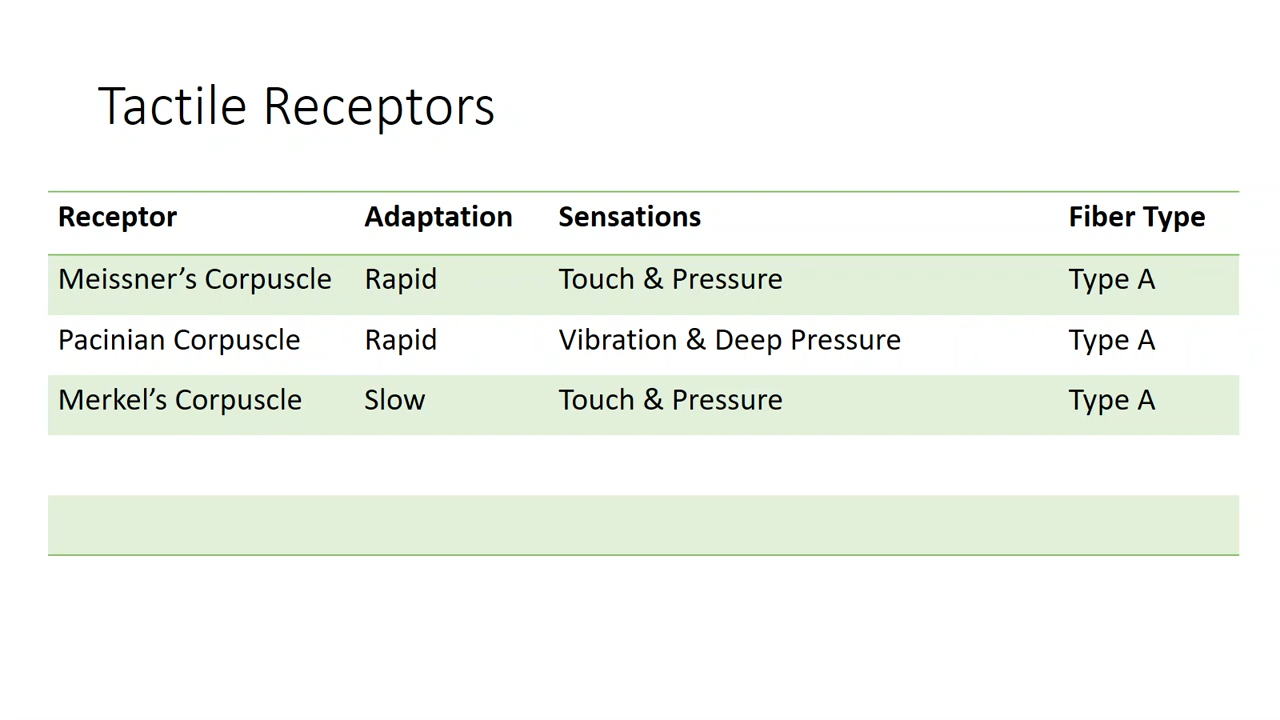 Tactile Receptors
Receptor Adaptation Sensations Fiber Type
Meissner’s Corpuscle Rapid Touch & Pressure Type A
Pacinian Corpuscle Rapid Vibration & Deep Pressure Type A
Merkel’s Corpuscle Slow Touch & Pressure Type A